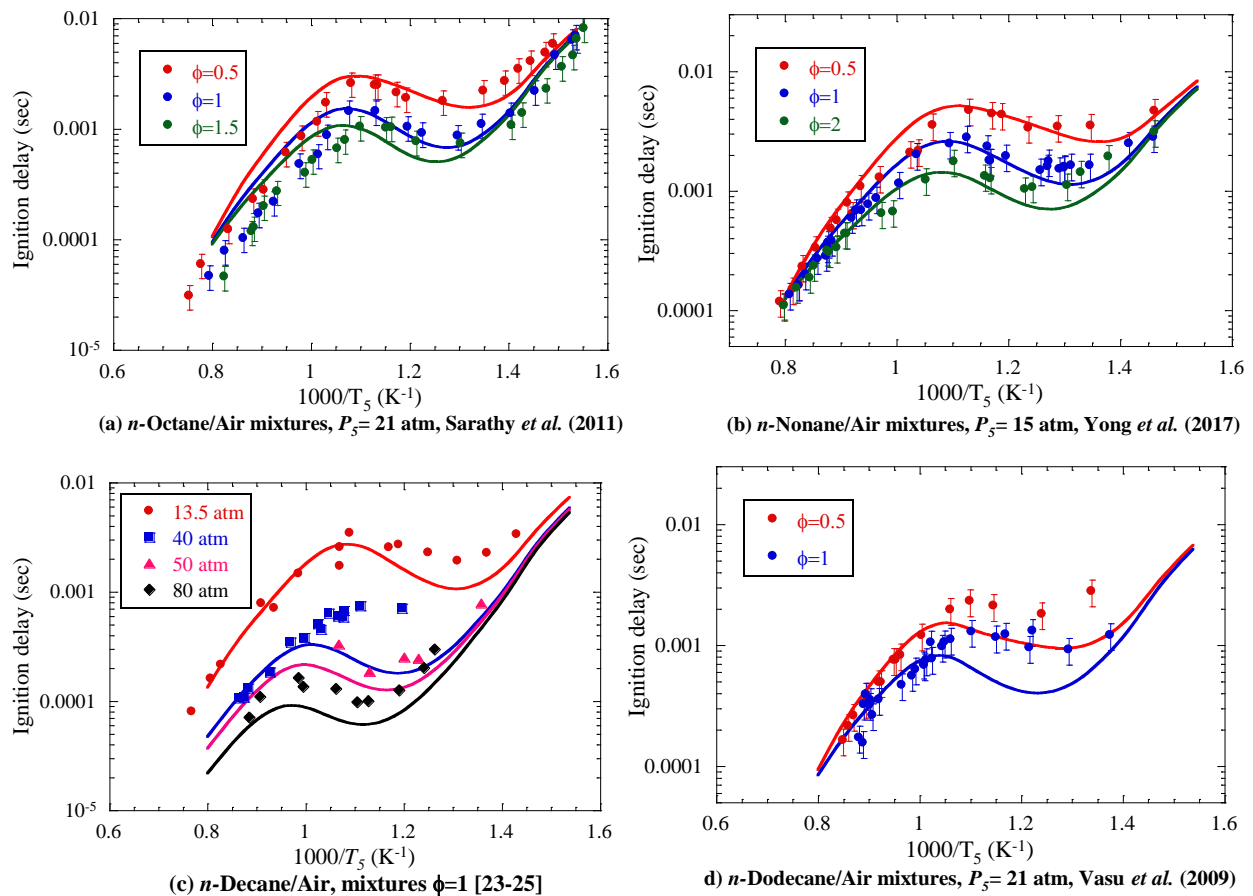 0.01
0.001
0.0001
10-5
Ignition delay (sec)
ϕ=0.5
ϕ=1
ϕ=1.5
0.6 0.8 1 1.2 1.4 1.6
1000/T5 (K-1)
(a) n-Octane/Air mixtures, P5= 21 atm, Sarathy et al. (2011)
0.01
0.001
0.0001
Ignition delay (sec)
ϕ=0.5
ϕ=1
ϕ=2
0.8 1 1.2 1.4 1.6
1000/T5 (K-1)
(b) n-Nonane/Air mixtures, P5= 15 atm, Yong et al. (2017)
0.01
0.001
0.0001
10-5
Ignition delay (sec)
13.5 atm
40 atm
50 atm
80 atm
0.6 0.8 1 1.2 1.4 1.6
1000/T5 (K-1)
(c) n-Decane/Air, mixtures ϕ=1 [23-25]
0.01
0.001
0.0001
Ignition delay (sec)
ϕ=0.5
ϕ=1
0.6 0.8 1 1.2 1.4 1.6
1000/T5 (K-1)
d) n-Dodecane/Air mixtures, P5= 21 atm, Vasu et al. (2009)